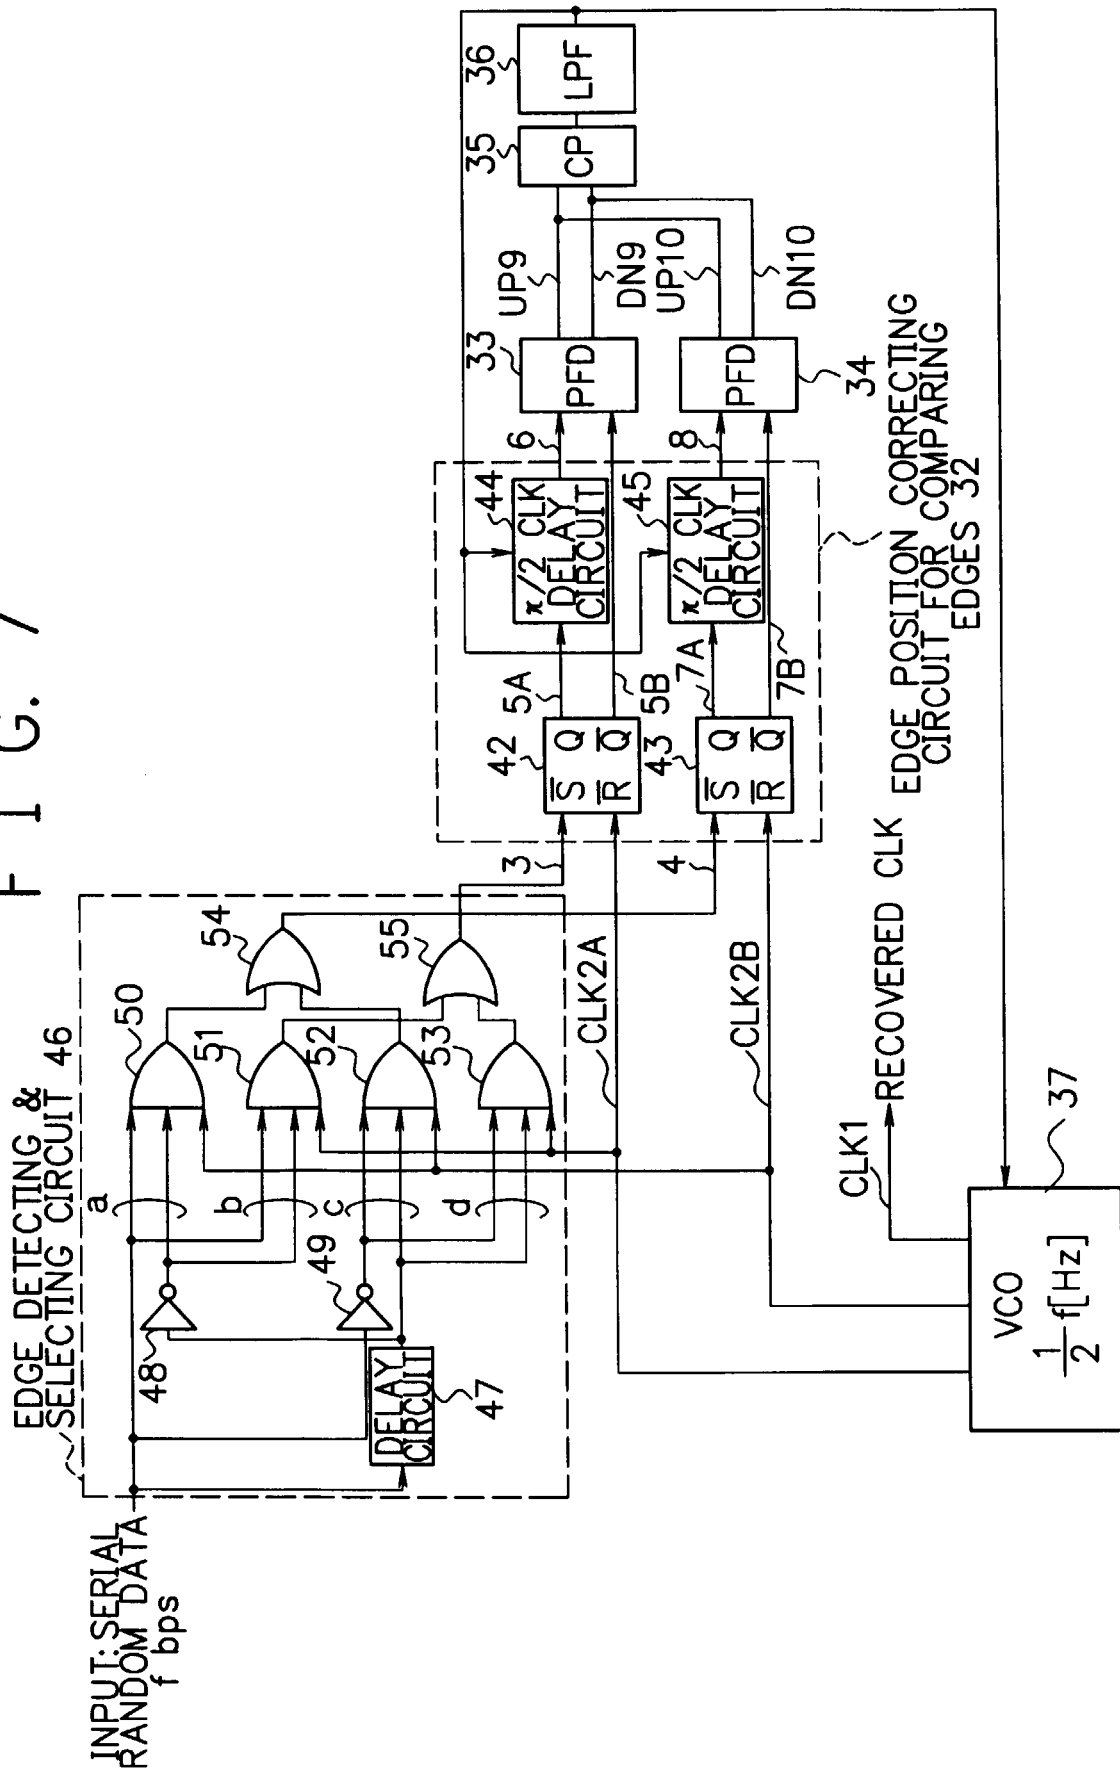 FIG. 7
EDGE DETECTING &
SELECTING CIRCUIT 46
INPUT:SERIAL
RANDOM DATA
f bps
48
49
DELAY
CIRCUIT
47
a
b
c
d
50
51
52
53
54
55
3
4
CLK2A
CLK2B
42
S Q
R Q
43
S Q
R Q
5A
5B
7A
7B
44
π/2 CLK
DELAY
CIRCUIT
45
π/2 CLK
DELAY
CIRCUIT
6
8
33
PFD
34
PFD
UP9
DN9
UP10
DN10
35
CP
36
LPF
EDGE POSITION CORRECTING
CIRCUIT FOR COMPARING
EDGES 32
CLK1
RECOVERED CLK
37
VCO
1/2 f[Hz]